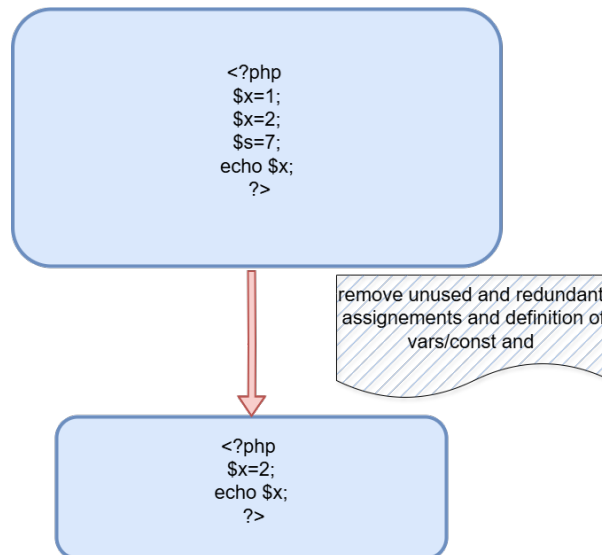 <?php
$x=1;
$x=2;
$s=7;
echo $x;
?>
remove unused and redundant
assignements and definition of
vars/const and
<?php
$x=2;
echo $x;
?>